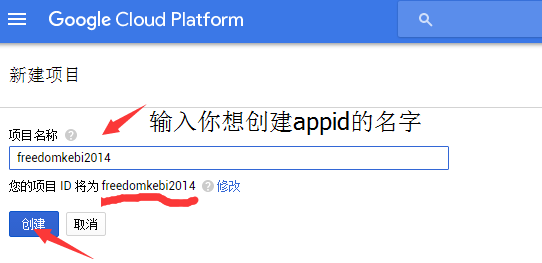 Google Cloud Platform
新建项目
输入你想创建appid的名字
项目名称 ?
freedomkebi2014
您的项目 ID 将为 freedomkebi2014 ? 修改
创建 取消